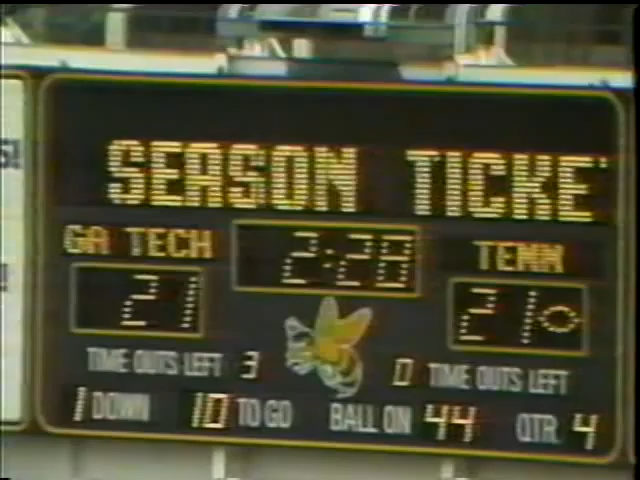 SEASON TICKE
GA TECH 2:28 TENN
21 21
TIME OUTS LEFT 3 0 TIME OUTS LEFT
1 DOWN 10 TO GO BALL ON 44 QTR. 4